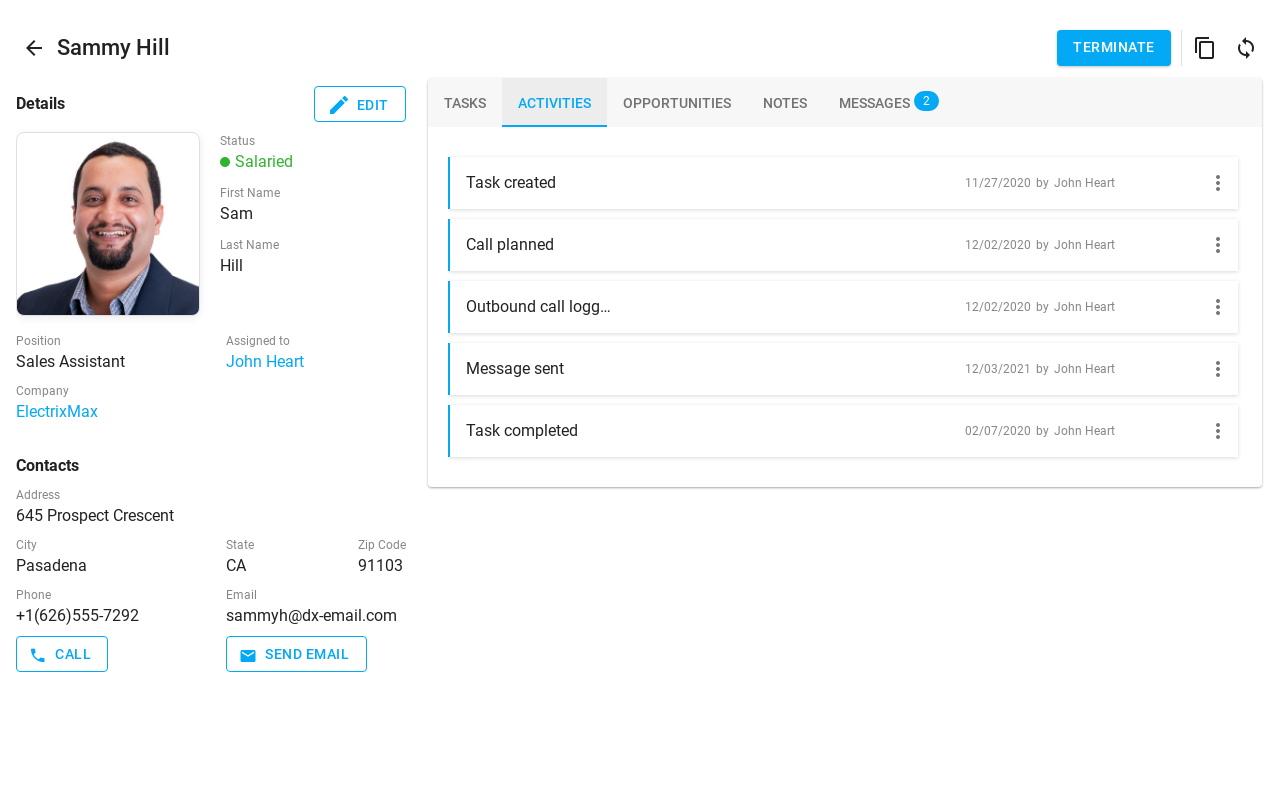 Sammy Hill
TERMINATE
Details
EDIT
Status
Salaried
First Name
Sam
Last Name
Hill
Position
Sales Assistant
Assigned to
John Heart
Company
ElectrixMax
Contacts
Address
645 Prospect Crescent
City
Pasadena
State
CA
Zip Code
91103
Phone
+1(626)555-7292
Email
sammyh@dx-email.com
CALL
SEND EMAIL
TASKS
ACTIVITIES
OPPORTUNITIES
NOTES
MESSAGES 2
Task created 11/27/2020 by John Heart
Call planned 12/02/2020 by John Heart
Outbound call logg... 12/02/2020 by John Heart
Message sent 12/03/2021 by John Heart
Task completed 02/07/2020 by John Heart